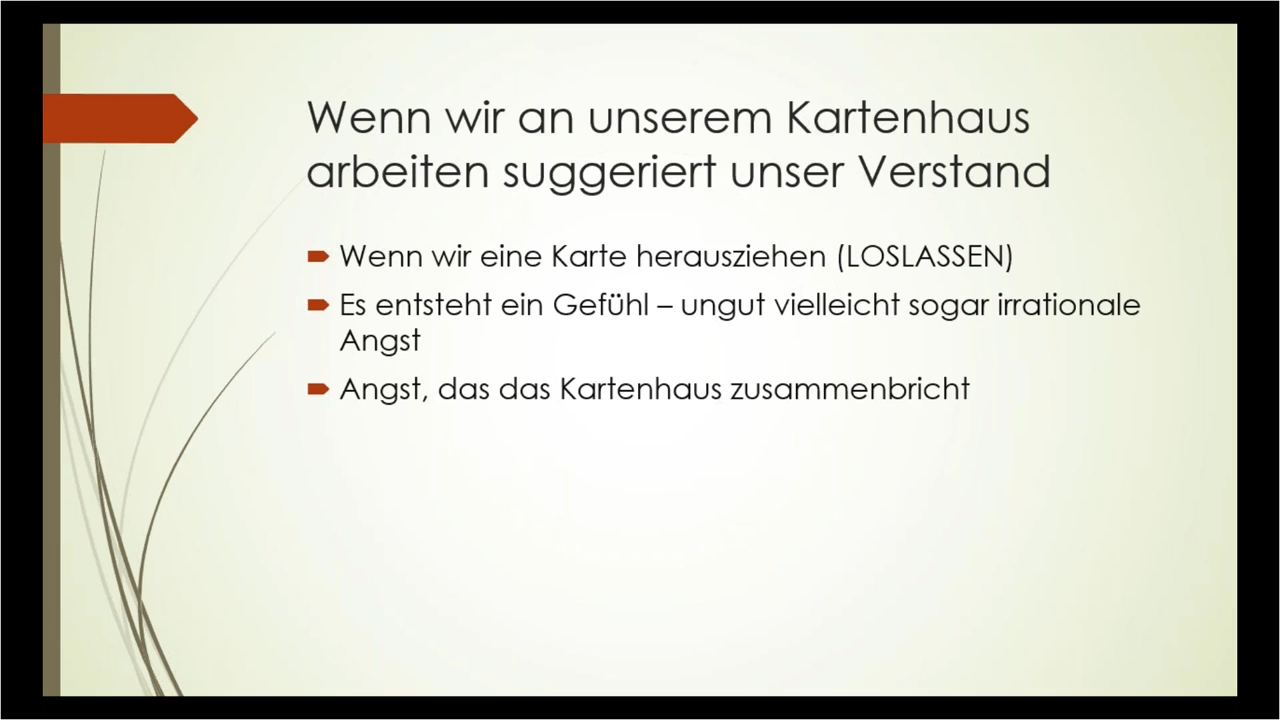 Wenn wir an unserem Kartenhaus
arbeiten suggeriert unser Verstand
Wenn wir eine Karte herausziehen (LOSLASSEN)
Es entsteht ein Gefühl – ungut vielleicht sogar irrationale
Angst
Angst, das das Kartenhaus zusammenbricht